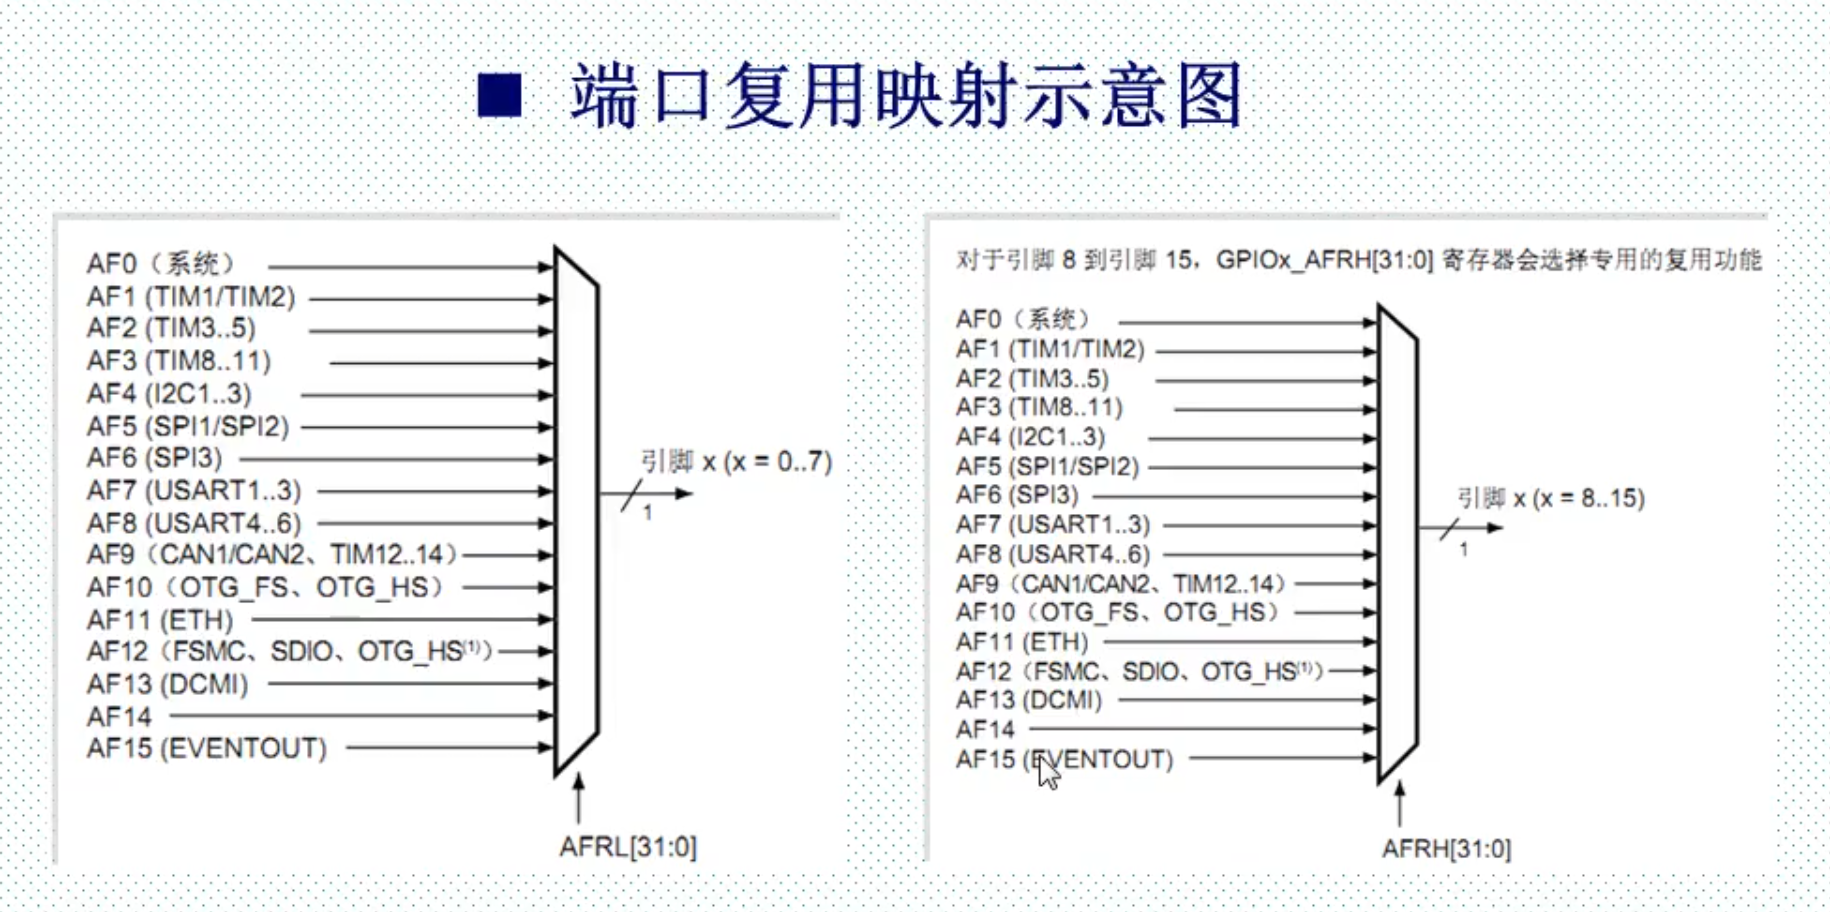 ■ 端口复用映射示意图
AF0（系统）
AF1 (TIM1/TIM2)
AF2 (TIM3..5)
AF3 (TIM8..11)
AF4 (I2C1..3)
AF5 (SPI1/SPI2)
AF6 (SPI3)
AF7 (USART1..3)
AF8 (USART4..6)
AF9（CAN1/CAN2、TIM12..14）
AF10（OTG_FS、OTG_HS）
AF11 (ETH)
AF12（FSMC、SDIO、OTG_HS(1)）
AF13 (DCMI)
AF14
AF15 (EVENTOUT)
引脚 x (x = 0..7)
1
AFRL[31:0]
对于引脚 8 到引脚 15，GPIOx_AFRH[31:0] 寄存器会选择专用的复用功能
AF0（系统）
AF1 (TIM1/TIM2)
AF2 (TIM3..5)
AF3 (TIM8..11)
AF4 (I2C1..3)
AF5 (SPI1/SPI2)
AF6 (SPI3)
AF7 (USART1..3)
AF8 (USART4..6)
AF9（CAN1/CAN2、TIM12..14）
AF10（OTG_FS、OTG_HS）
AF11 (ETH)
AF12（FSMC、SDIO、OTG_HS(1)）
AF13 (DCMI)
AF14
AF15 (EVENTOUT)
引脚 x (x = 8..15)
1
AFRH[31:0]